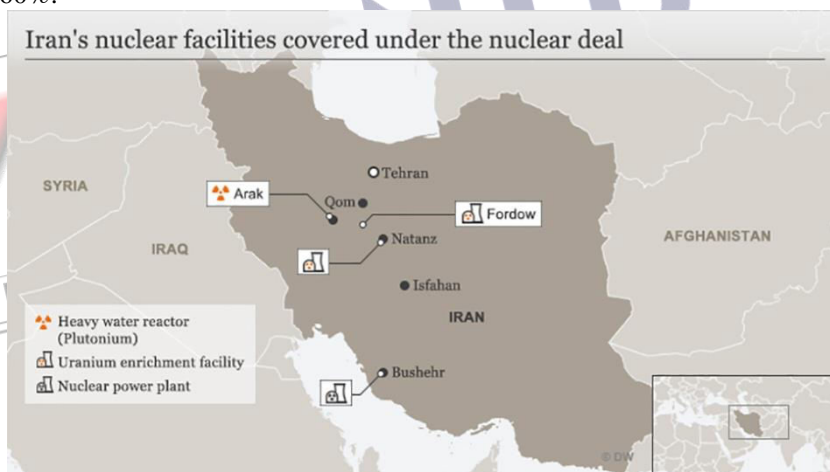 60%.
Iran's nuclear facilities covered under the nuclear deal
Tehran
SYRIA
Arak
Qom
Fordow
IRAQ
Natanz
AFGHANISTAN
Isfahan
IRAN
Heavy water reactor
(Plutonium)
Uranium enrichment facility
Nuclear power plant
Bushehr
© DW